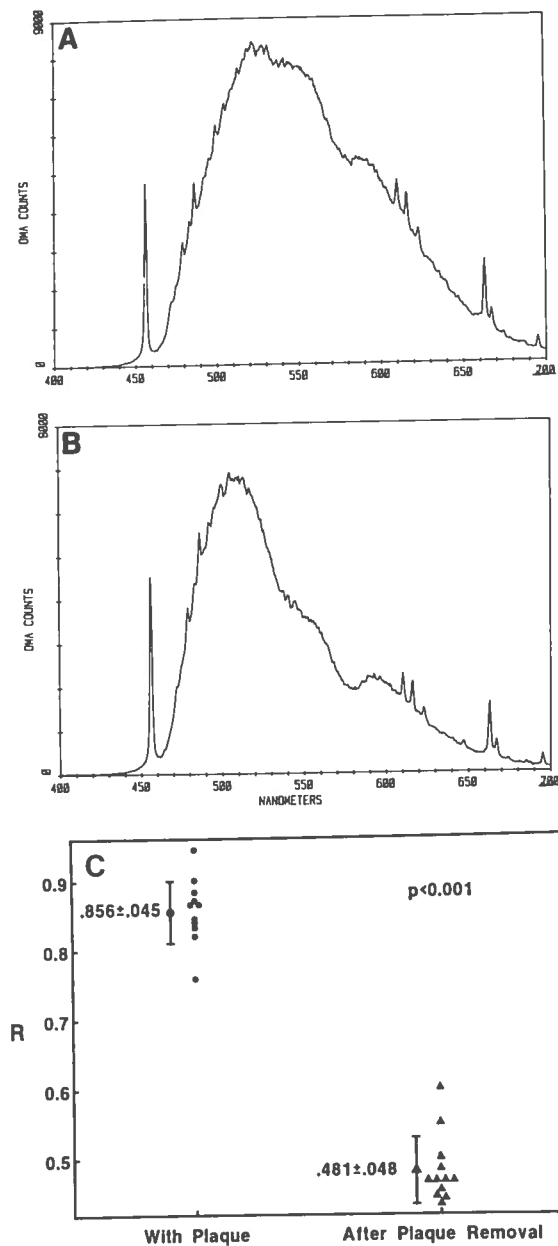 A
9000
OMA COUNTS
0
400 450 500 550 600 650 700
B
8000
OMA COUNTS
0
400 450 500 550 600 650 700
NANOMETERS
C
p<0.001
0.9
.856±.045
0.8
0.7
R
0.6
0.5
.481±.048
With Plaque After Plaque Removal